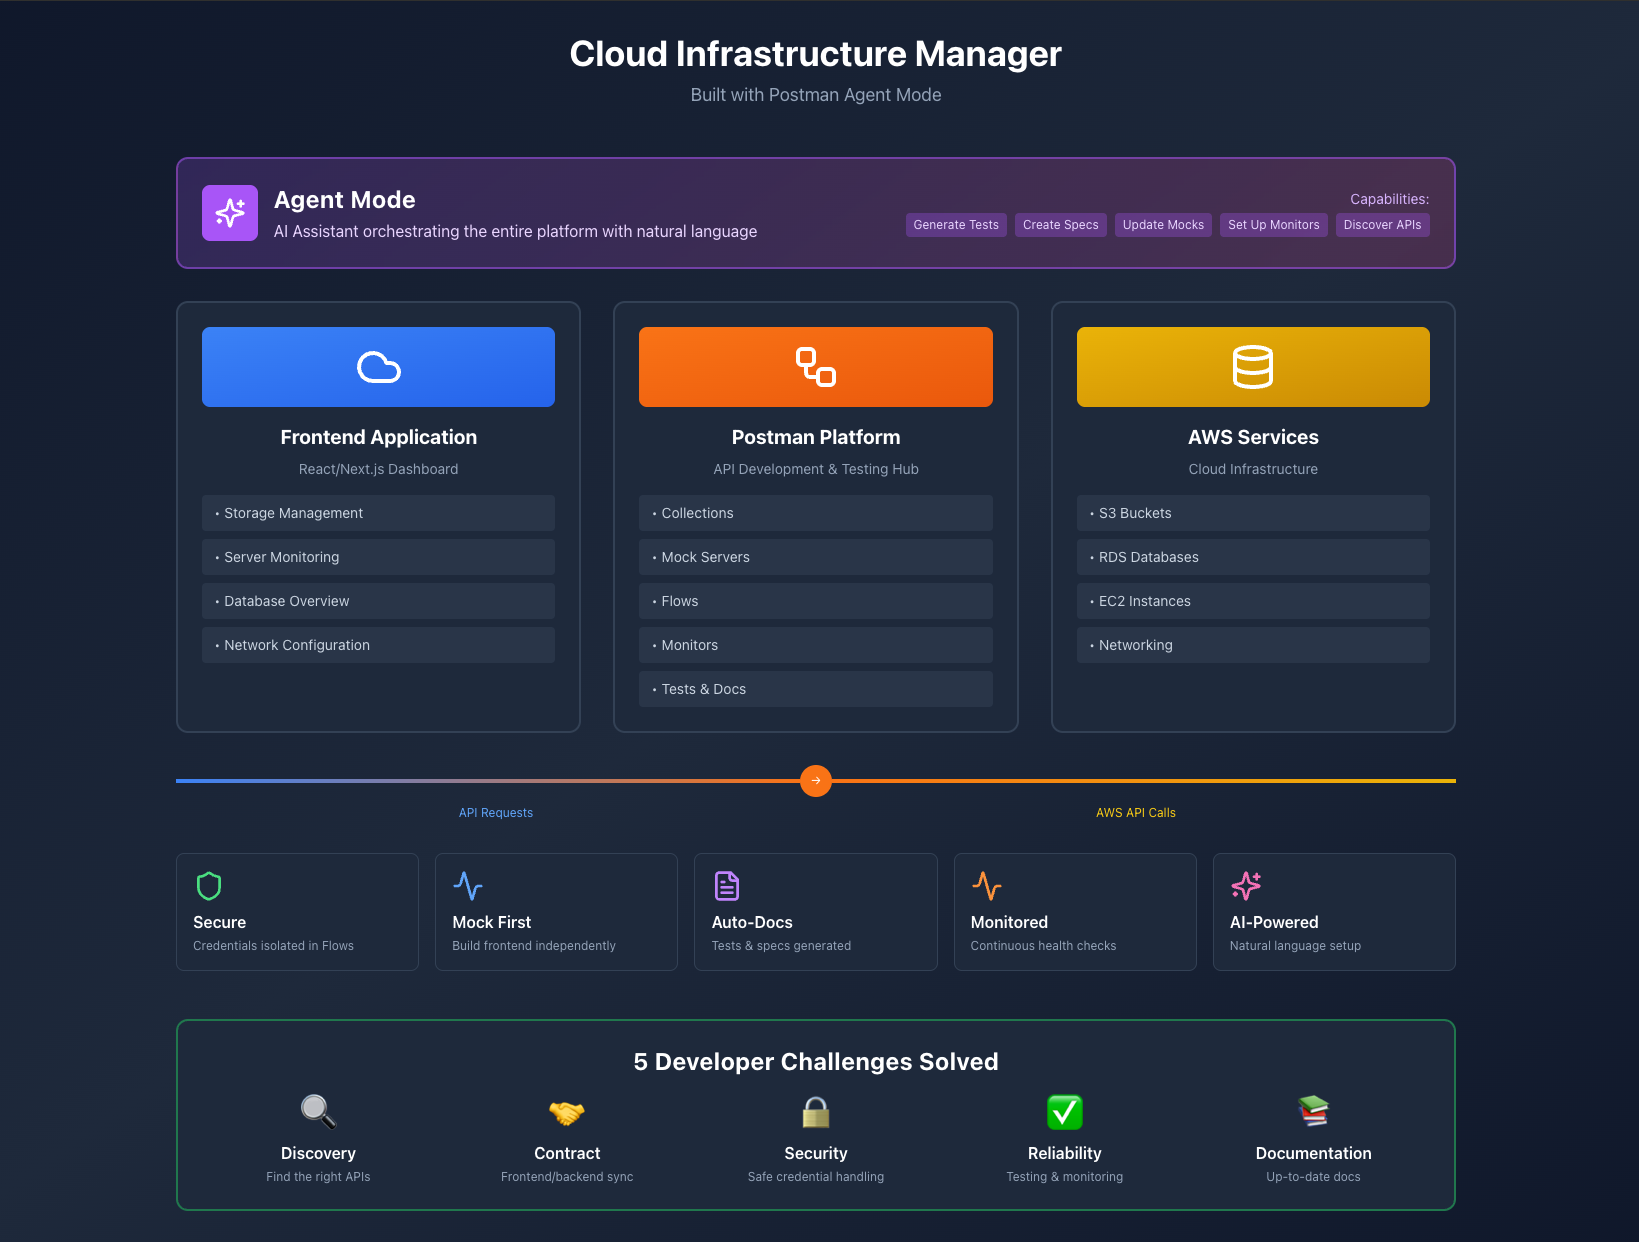 Cloud Infrastructure Manager
Built with Postman Agent Mode
Agent Mode
AI Assistant orchestrating the entire platform with natural language
Capabilities:
Generate Tests
Create Specs
Update Mocks
Set Up Monitors
Discover APIs
Frontend Application
React/Next.js Dashboard
• Storage Management
• Server Monitoring
• Database Overview
• Network Configuration
Postman Platform
API Development & Testing Hub
• Collections
• Mock Servers
• Flows
• Monitors
• Tests & Docs
AWS Services
Cloud Infrastructure
• S3 Buckets
• RDS Databases
• EC2 Instances
• Networking
→
API Requests
AWS API Calls
Secure
Credentials isolated in Flows
Mock First
Build frontend independently
Auto-Docs
Tests & specs generated
Monitored
Continuous health checks
AI-Powered
Natural language setup
5 Developer Challenges Solved
Discovery
Find the right APIs
Contract
Frontend/backend sync
Security
Safe credential handling
Reliability
Testing & monitoring
Documentation
Up-to-date docs